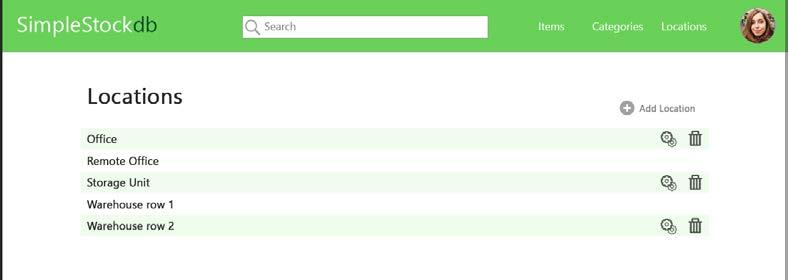 SimpleStockdb
Search
Items Categories Locations
Locations
Add Location
Office
Remote Office
Storage Unit
Warehouse row 1
Warehouse row 2